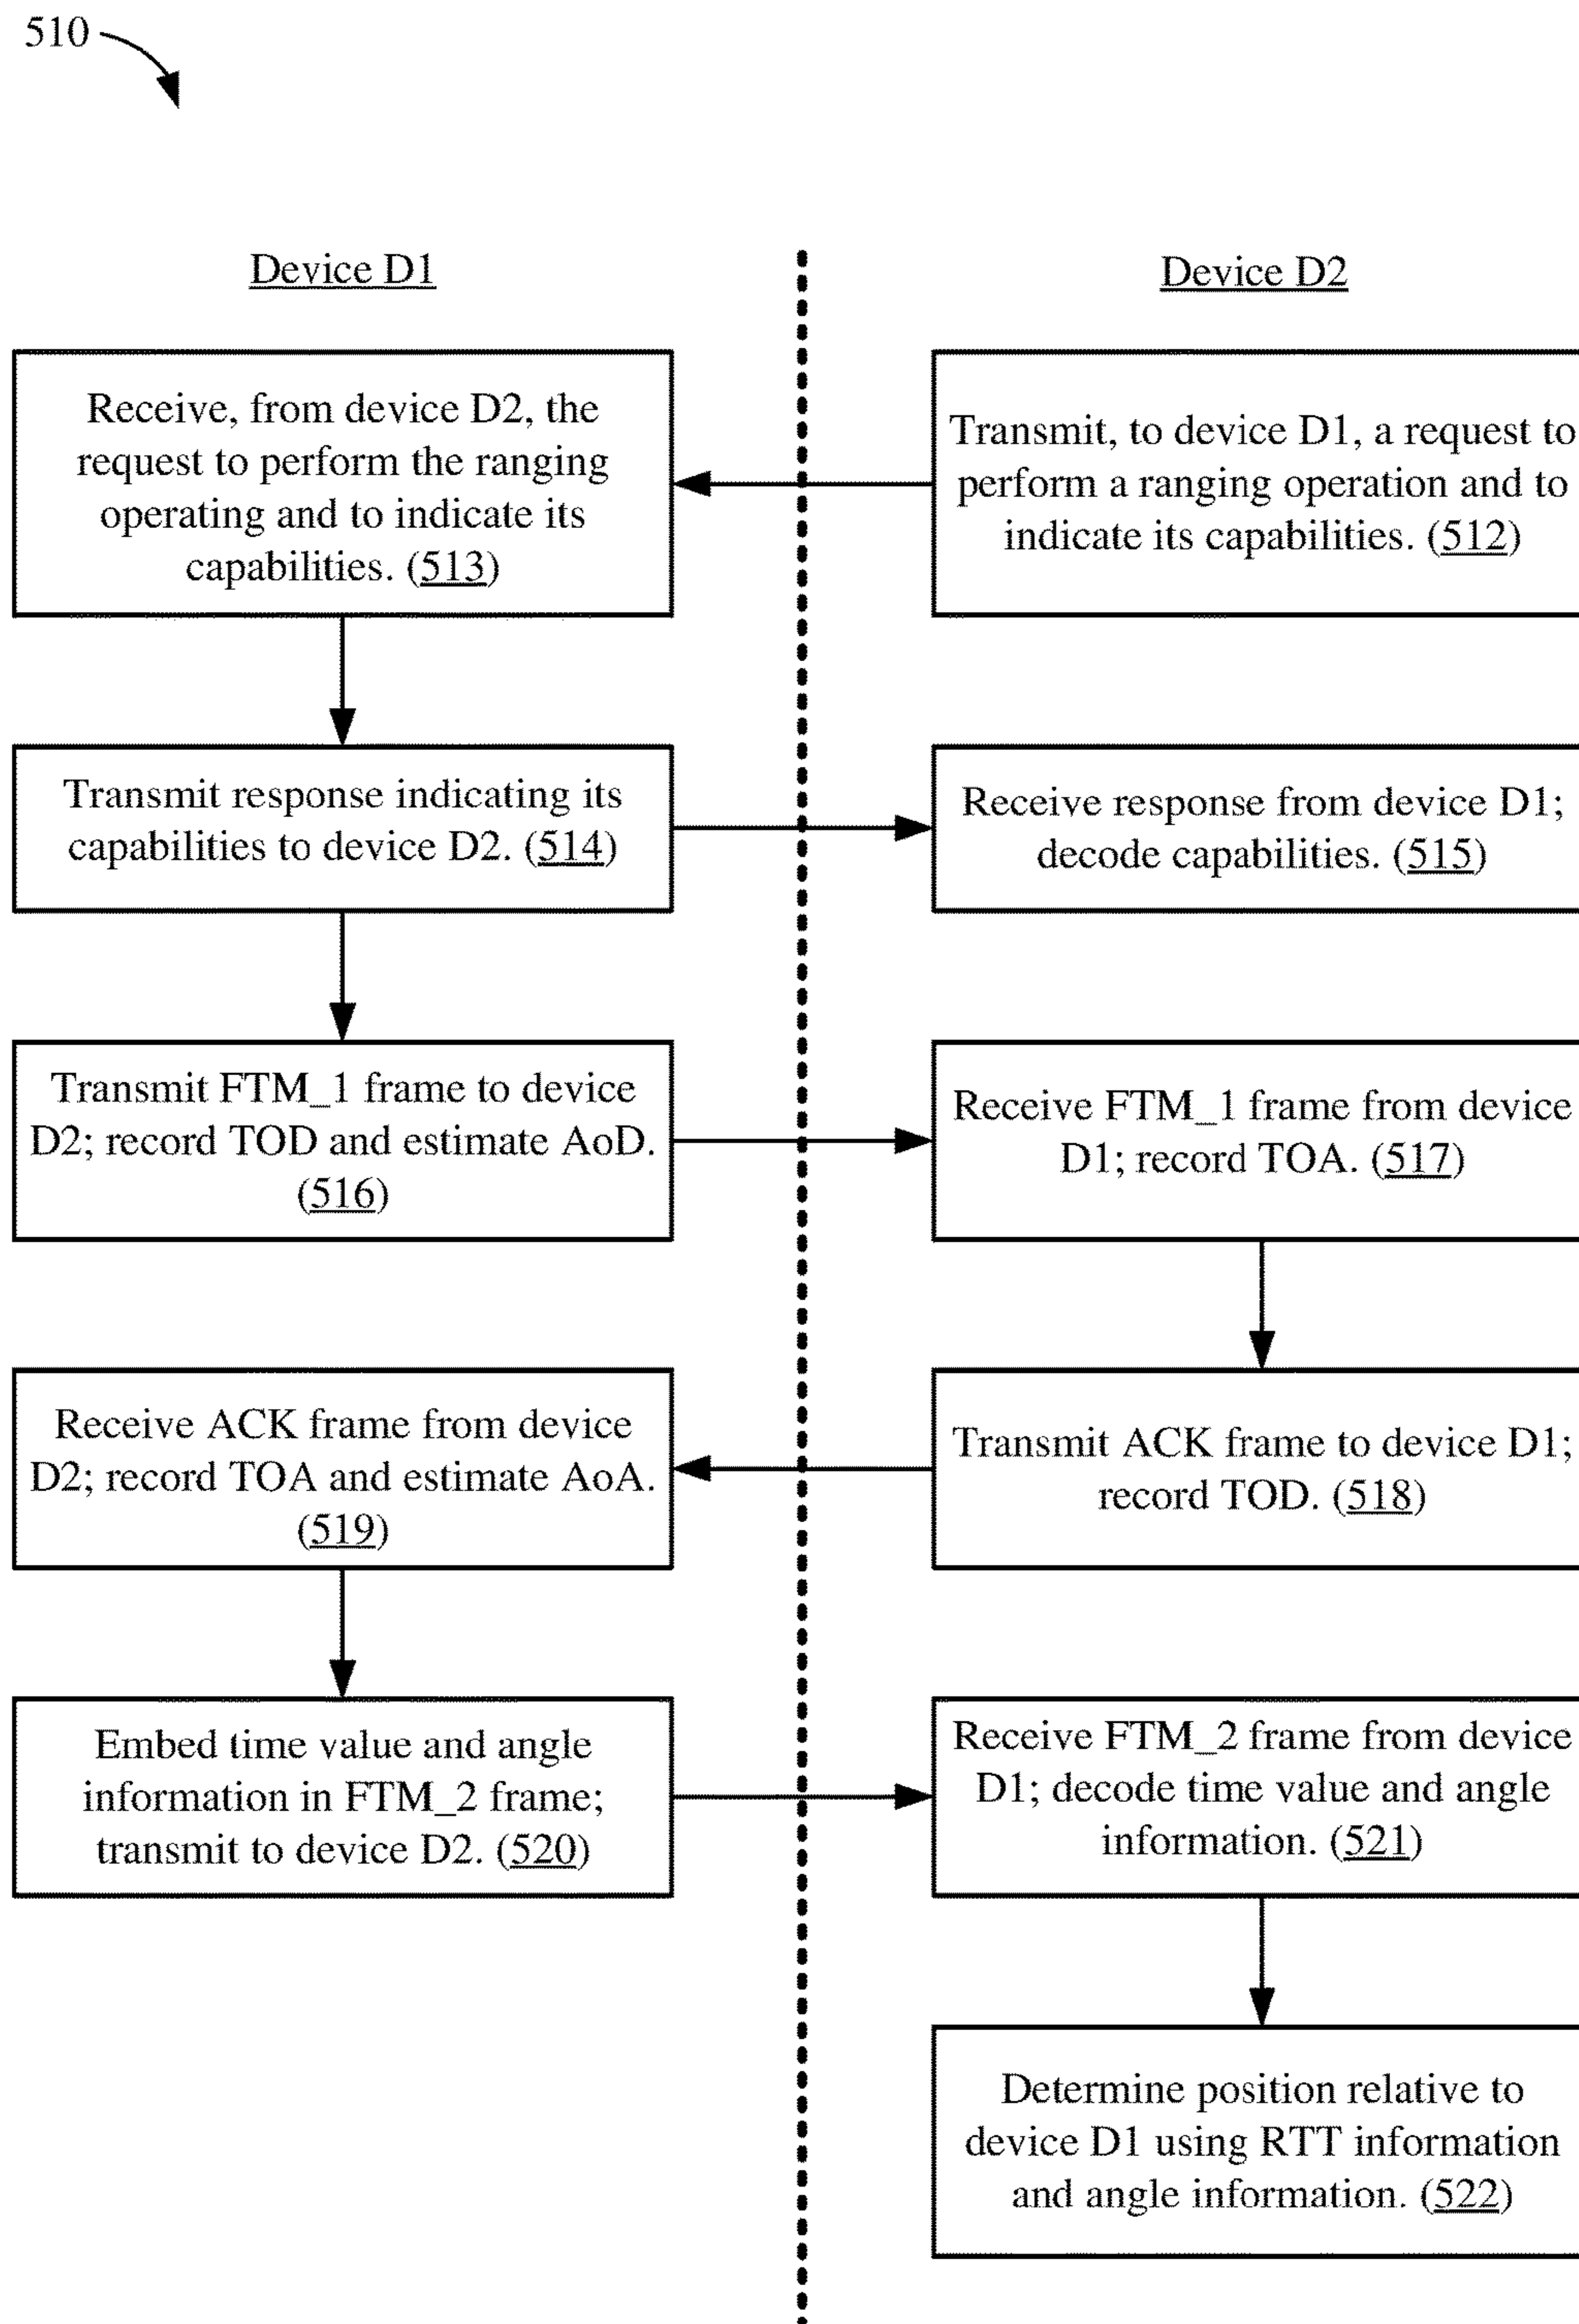 510
Device D1
Device D2
Receive, from device D2, the
request to perform the ranging
operating and to indicate its
capabilities. (513)
Transmit, to device D1, a request to
perform a ranging operation and to
indicate its capabilities. (512)
Transmit response indicating its
capabilities to device D2. (514)
Receive response from device D1;
decode capabilities. (515)
Transmit FTM_1 frame to device
D2; record TOD and estimate AoD.
(516)
Receive FTM_1 frame from device
D1; record TOA. (517)
Receive ACK frame from device
D2; record TOA and estimate AoA.
(519)
Transmit ACK frame to device D1;
record TOD. (518)
Embed time value and angle
information in FTM_2 frame;
transmit to device D2. (520)
Receive FTM_2 frame from device
D1; decode time value and angle
information. (521)
Determine position relative to
device D1 using RTT information
and angle information. (522)